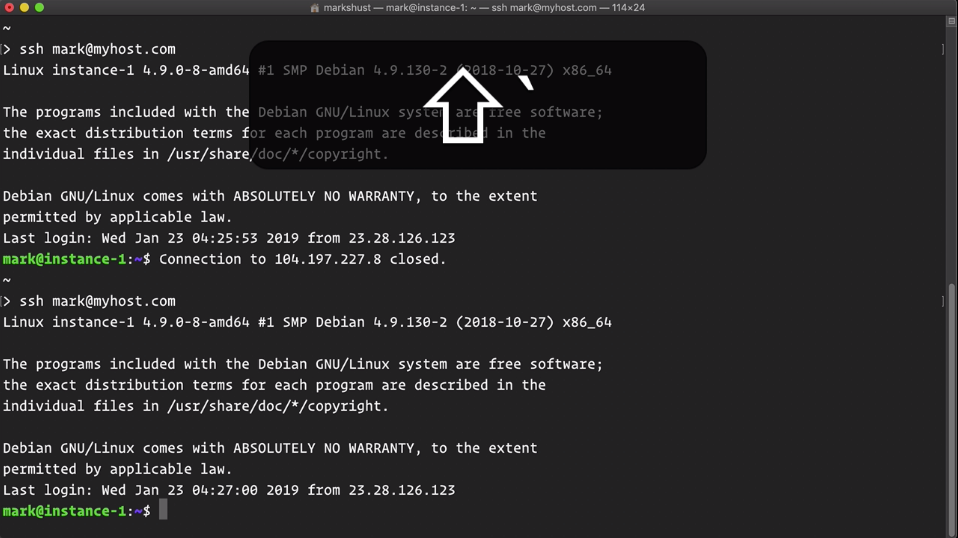 markshust — mark@instance-1: ~ — ssh mark@myhost.com — 114×24
~
[> ssh mark@myhost.com ]
Linux instance-1 4.9.0-8-amd64 #1 SMP Debian 4.9.130-2 (2018-10-27) x86_64
The programs included with the Debian GNU/Linux system are free software;
the exact distribution terms for each program are described in the
individual files in /usr/share/doc/*/copyright.
Debian GNU/Linux comes with ABSOLUTELY NO WARRANTY, to the extent
permitted by applicable law.
Last login: Wed Jan 23 04:25:53 2019 from 23.28.126.123
mark@instance-1:~$ Connection to 104.197.227.8 closed.
~
[> ssh mark@myhost.com ]
Linux instance-1 4.9.0-8-amd64 #1 SMP Debian 4.9.130-2 (2018-10-27) x86_64
The programs included with the Debian GNU/Linux system are free software;
the exact distribution terms for each program are described in the
individual files in /usr/share/doc/*/copyright.
Debian GNU/Linux comes with ABSOLUTELY NO WARRANTY, to the extent
permitted by applicable law.
Last login: Wed Jan 23 04:27:00 2019 from 23.28.126.123
mark@instance-1:~$
⇧ `